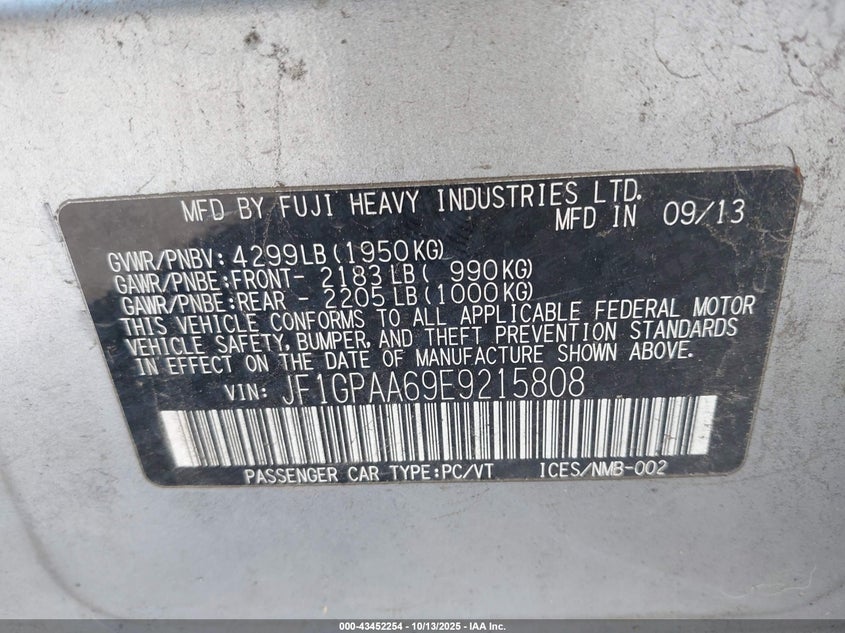 MFD BY FUJI HEAVY INDUSTRIES LTD.
MFD IN 09/13
GVWR/PNBV: 4299LB(1950KG)
GAWR/PNBE:FRONT- 2183LB( 990KG)
GAWR/PNBE:REAR - 2205LB(1000KG)
THIS VEHICLE CONFORMS TO ALL APPLICABLE FEDERAL MOTOR
VEHICLE SAFETY, BUMPER, AND THEFT PREVENTION STANDARDS
IN EFFECT ON THE DATE OF MANUFACTURE SHOWN ABOVE.
VIN: JF1GPAA69E9215808
PASSENGER CAR TYPE:PC/VT ICES/NMB-002
000-43452254 | 10/13/2025 - IAA Inc.